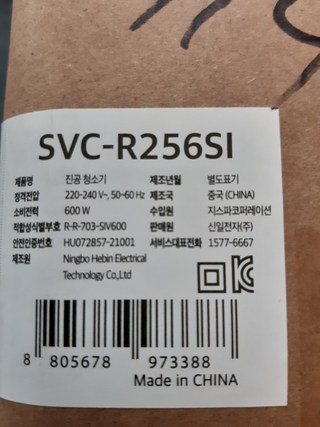 SVC-R256SI
제품명 진공 청소기 제조년월 별도표기
정격전압 220-240 V~, 50-60 Hz 제조국 중국 (CHINA)
소비전력 600 W 수입원 지스파코퍼레이션
적합성식별부호 R-R-703-SIV600 판매원 신일전자(주)
안전인증번호 HU072857-21001 서비스대표전화 1577-6667
제조원 Ningbo Hebin Electrical
Technology Co.,Ltd
8 805678 973388
Made in CHINA